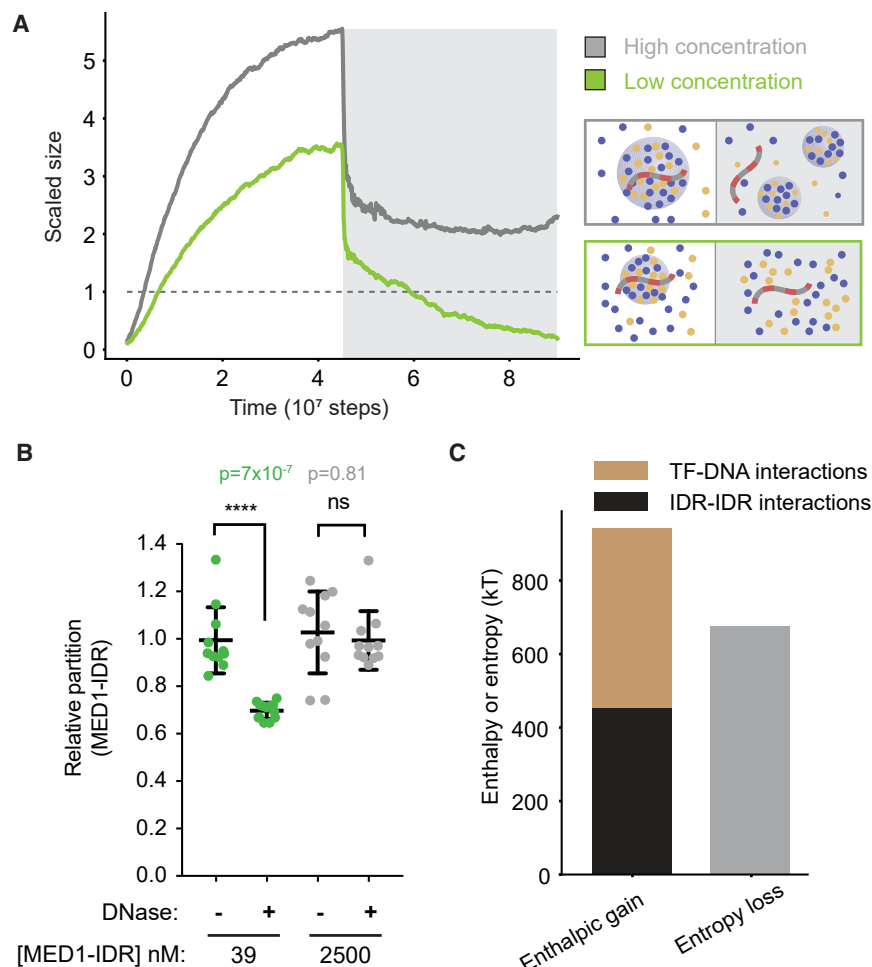 A
Scaled size
5
4
3
2
1
0
0
2
4
6
8
Time (10⁷ steps)
High concentration
Low concentration
B
p=7x10⁻⁷
p=0.81
****
ns
Relative partition
(MED1-IDR)
1.4
1.2
1.0
0.8
0.6
0.4
0.2
0.0
DNase: - + - +
[MED1-IDR] nM: 39 2500
C
TF-DNA interactions
IDR-IDR interactions
Enthalpy or entropy (kT)
800
600
400
200
0
Enthalpic gain
Entropy loss